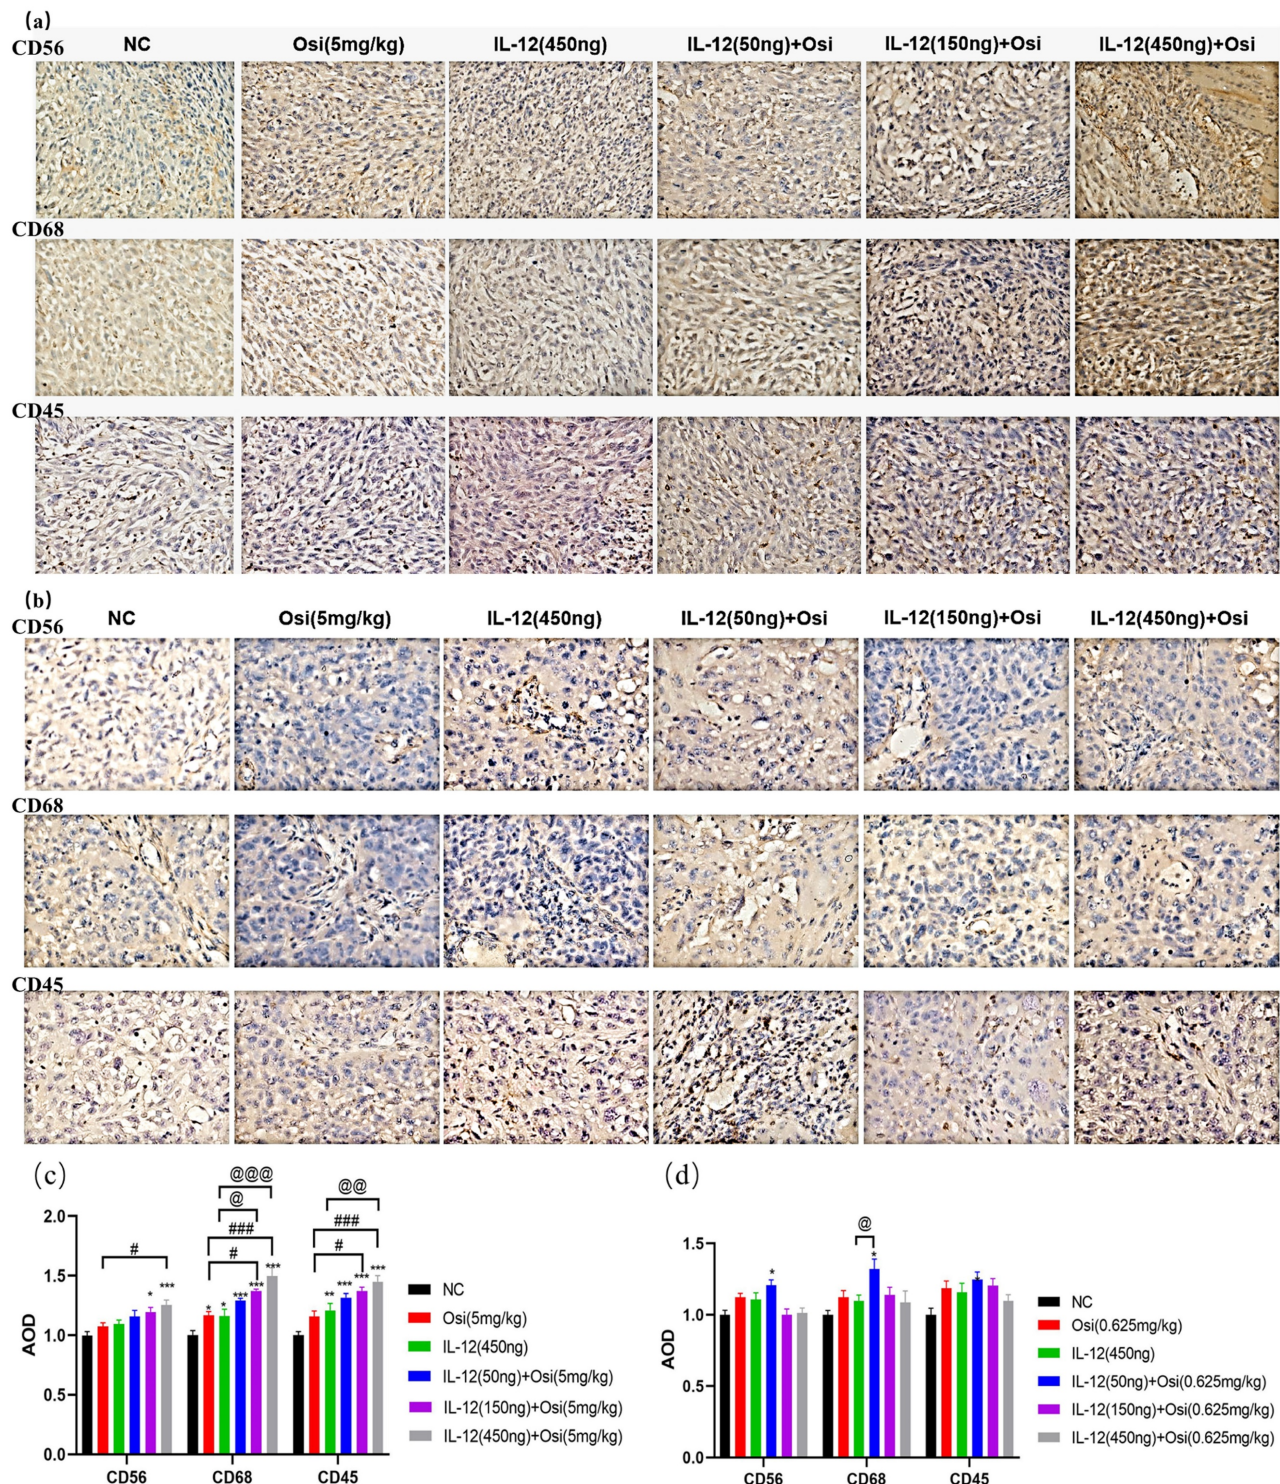 (a)
CD56 NC Osi(5mg/kg) IL-12(450ng) IL-12(50ng)+Osi IL-12(150ng)+Osi IL-12(450ng)+Osi
CD68
CD45
(b)
CD56 NC Osi(5mg/kg) IL-12(450ng) IL-12(50ng)+Osi IL-12(150ng)+Osi IL-12(450ng)+Osi
CD68
CD45
(c)
@@@
@
###
#
#
@@
###
#
* ***
* * *** *** ***
** *** *** ***
2.0
1.5
1.0
0.5
0.0
AOD
CD56 CD68 CD45
NC
Osi(5mg/kg)
IL-12(450ng)
IL-12(50ng)+Osi(5mg/kg)
IL-12(150ng)+Osi(5mg/kg)
IL-12(450ng)+Osi(5mg/kg)
(d)
@
*
*
*
1.5
1.0
0.5
0.0
AOD
CD56 CD68 CD45
NC
Osi(0.625mg/kg)
IL-12(450ng)
IL-12(50ng)+Osi(0.625mg/kg)
IL-12(150ng)+Osi(0.625mg/kg)
IL-12(450ng)+Osi(0.625mg/kg)